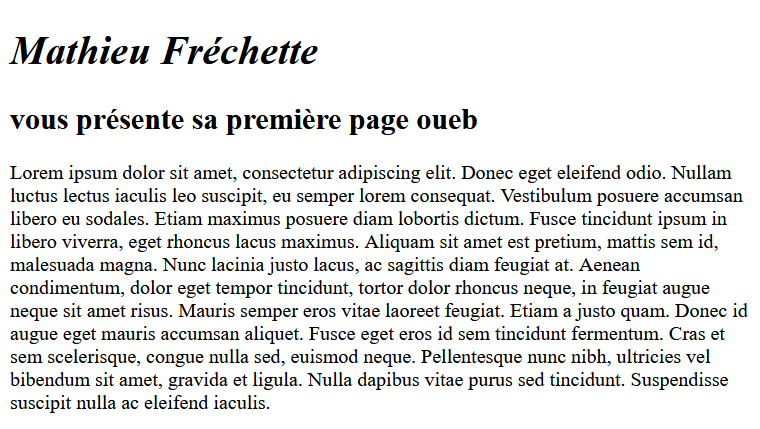 Mathieu Fréchette
vous présente sa première page oueb
Lorem ipsum dolor sit amet, consectetur adipiscing elit. Donec eget eleifend odio. Nullam
luctus lectus iaculis leo suscipit, eu semper lorem consequat. Vestibulum posuere accumsan
libero eu sodales. Etiam maximus posuere diam lobortis dictum. Fusce tincidunt ipsum in
libero viverra, eget rhoncus lacus maximus. Aliquam sit amet est pretium, mattis sem id,
malesuada magna. Nunc lacinia justo lacus, ac sagittis diam feugiat at. Aenean
condimentum, dolor eget tempor tincidunt, tortor dolor rhoncus neque, in feugiat augue
neque sit amet risus. Mauris semper eros vitae laoreet feugiat. Etiam a justo quam. Donec id
augue eget mauris accumsan aliquet. Fusce eget eros id sem tincidunt fermentum. Cras et
sem scelerisque, congue nulla sed, euismod neque. Pellentesque nunc nibh, ultricies vel
bibendum sit amet, gravida et ligula. Nulla dapibus vitae purus sed tincidunt. Suspendisse
suscipit nulla ac eleifend iaculis.